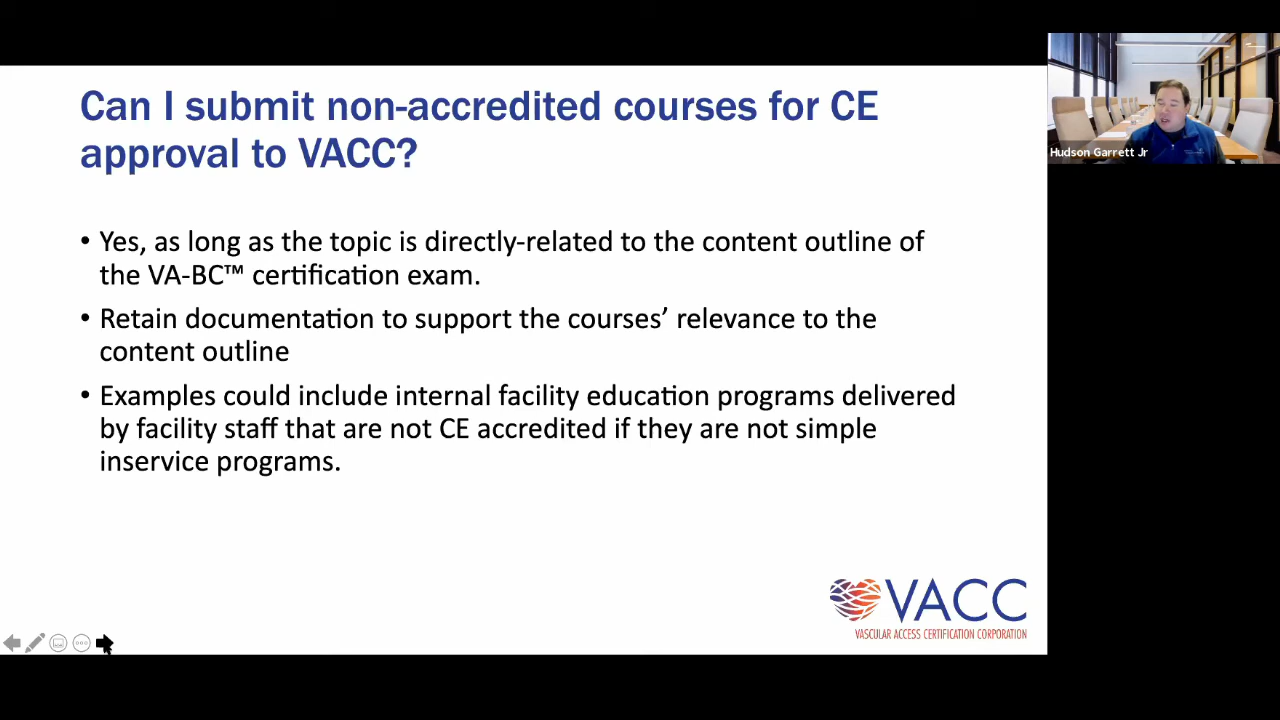 Can I submit non-accredited courses for CE
approval to VACC?
• Yes, as long as the topic is directly-related to the content outline of
the VA-BC™ certification exam.
• Retain documentation to support the courses’ relevance to the
content outline
• Examples could include internal facility education programs delivered
by facility staff that are not CE accredited if they are not simple
inservice programs.
VACC
VASCULAR ACCESS CERTIFICATION CORPORATION
Hudson Garrett Jr